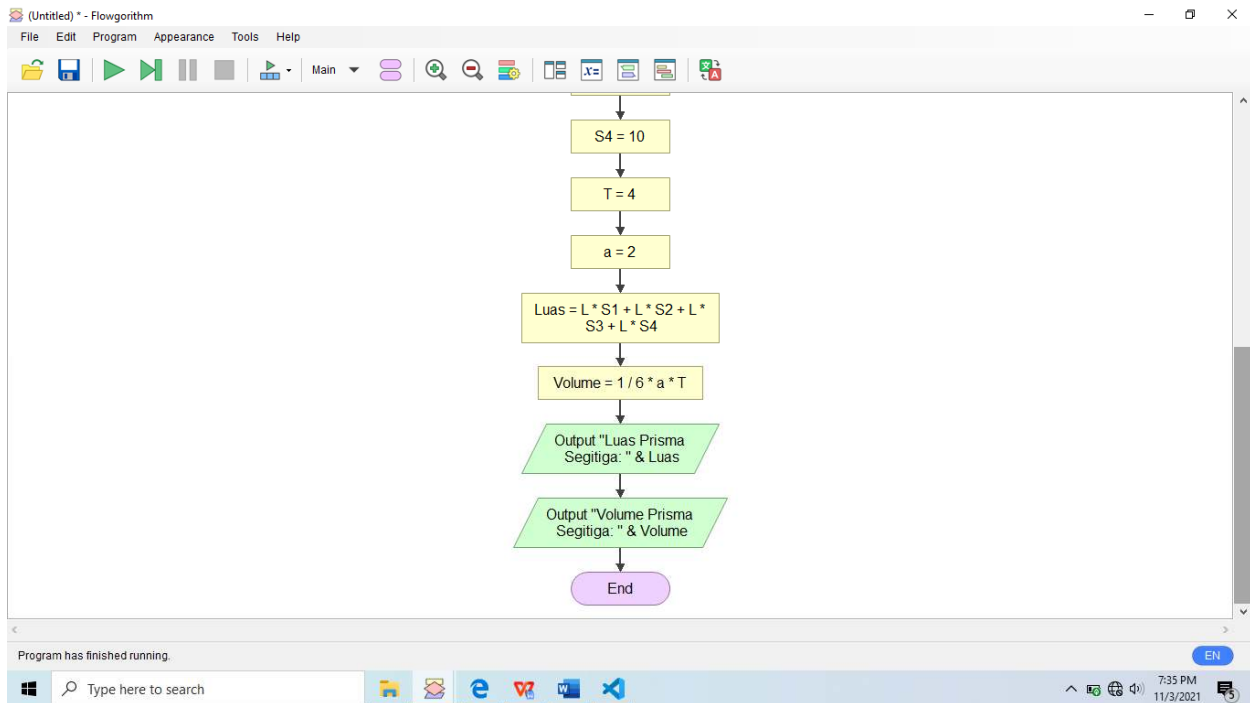 (Untitled) * - Flowgorithm
File Edit Program Appearance Tools Help
Main
S4 = 10
T = 4
a = 2
Luas = L * S1 + L * S2 + L *
S3 + L * S4
Volume = 1 / 6 * a * T
Output "Luas Prisma
Segitiga: " & Luas
Output "Volume Prisma
Segitiga: " & Volume
End
Program has finished running.
EN
Type here to search
7:35 PM
11/3/2021
5